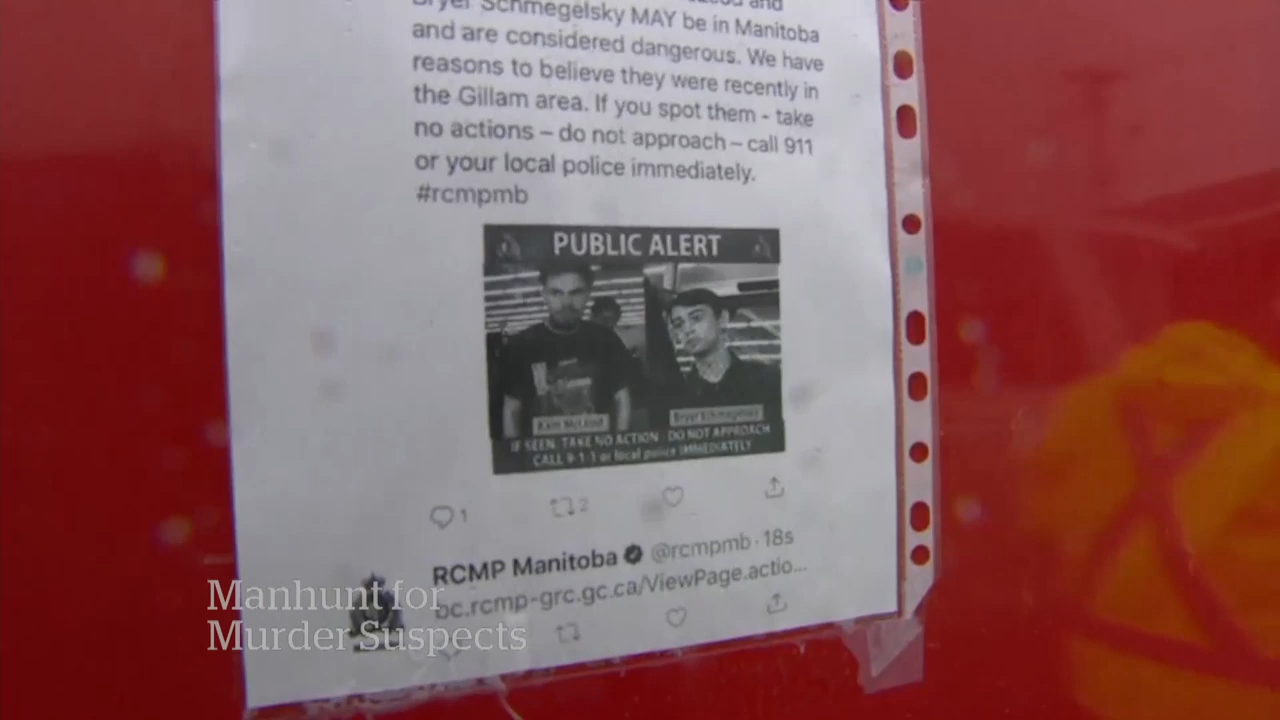 and
Bryer Schmegelsky MAY be in Manitoba
and are considered dangerous. We have
reasons to believe they were recently in
the Gillam area. If you spot them - take
no actions – do not approach – call 911
or your local police immediately.
#rcmpmb
PUBLIC ALERT
Kam McLeod
Bryer Schmegelsky
IF SEEN, TAKE NO ACTION - DO NOT APPROACH
CALL 9-1-1 or local police IMMEDIATELY
1
2
RCMP Manitoba @rcmpmb · 18s
bc.rcmp-grc.gc.ca/ViewPage.actio...
Manhunt for
Murder Suspects